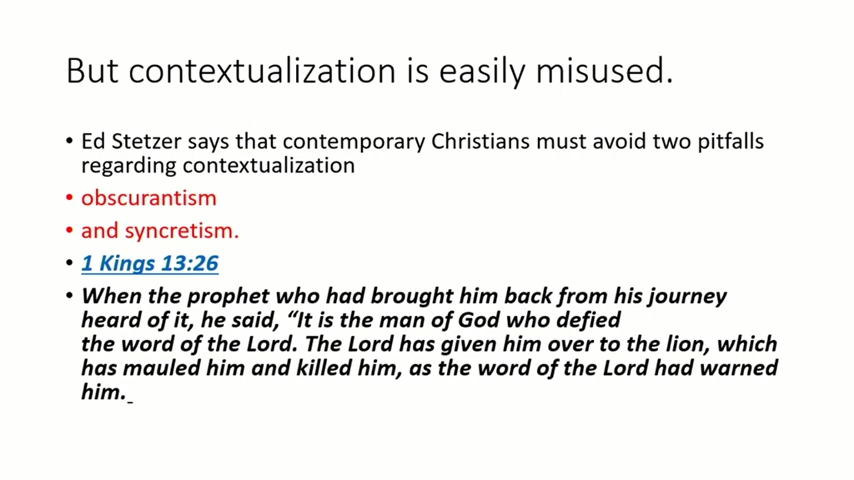 But contextualization is easily misused.
• Ed Stetzer says that contemporary Christians must avoid two pitfalls
regarding contextualization
• obscurantism
• and syncretism.
• 1 Kings 13:26
• When the prophet who had brought him back from his journey
heard of it, he said, “It is the man of God who defied
the word of the Lord. The Lord has given him over to the lion, which
has mauled him and killed him, as the word of the Lord had warned
him.